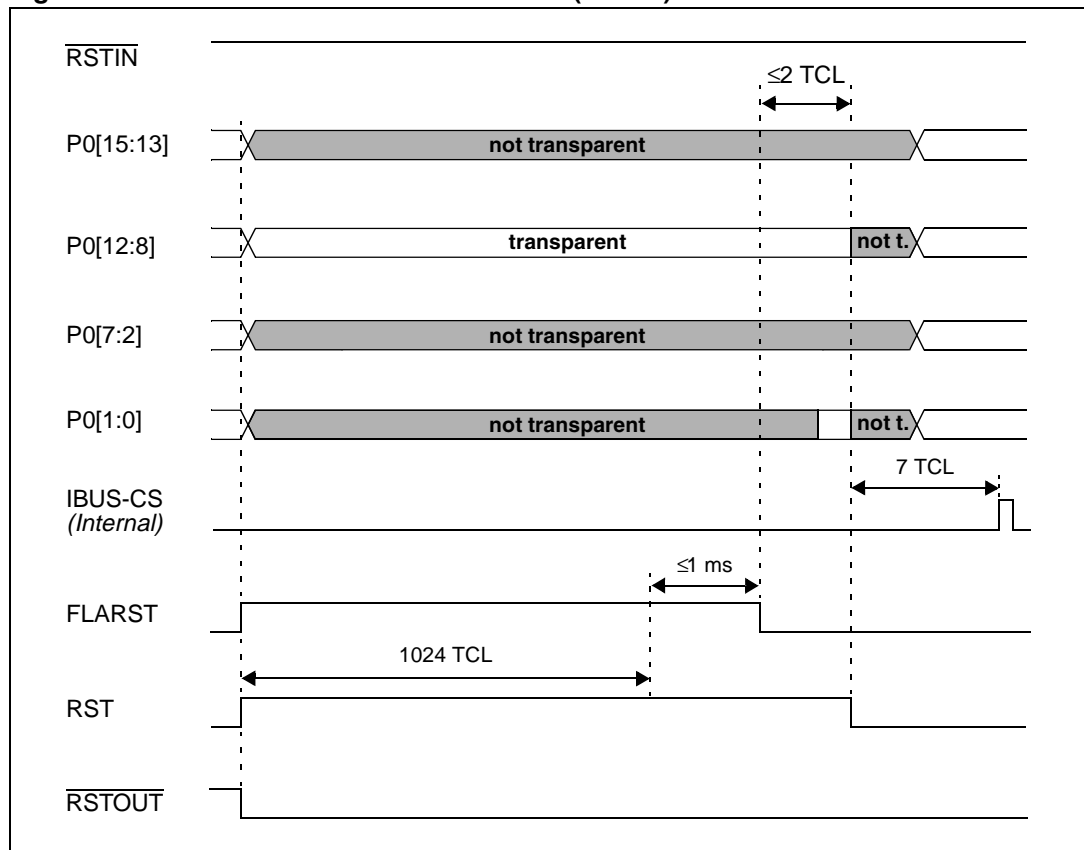 RSTIN
≤2 TCL
P0[15:13]
not transparent
P0[12:8]
transparent
not t.
P0[7:2]
not transparent
P0[1:0]
not transparent
not t.
7 TCL
IBUS-CS
(Internal)
≤1 ms
FLARST
1024 TCL
RST
RSTOUT